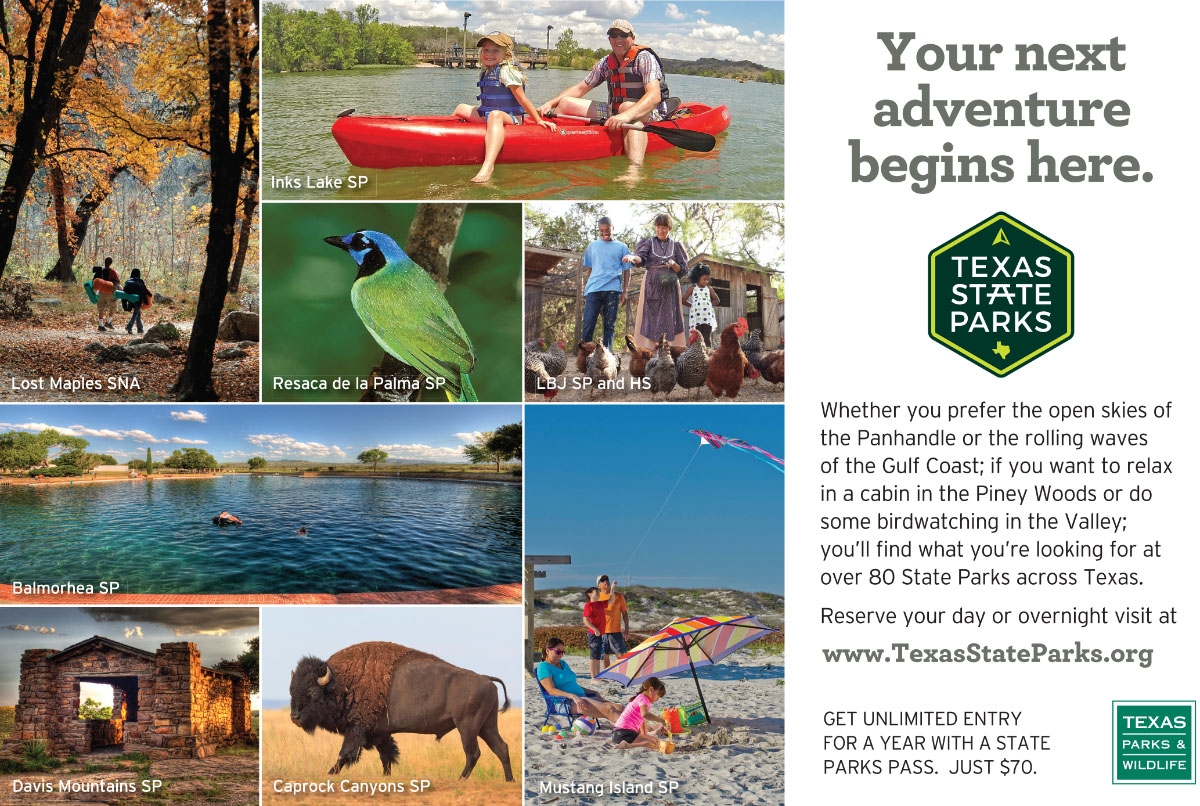 Inks Lake SP
Lost Maples SNA
Resaca de la Palma SP
LBJ SP and HS
Balmorhea SP
Davis Mountains SP
Caprock Canyons SP
Mustang Island SP
Your next
adventure
begins here.
TEXAS
STATE
PARKS
Whether you prefer the open skies of
the Panhandle or the rolling waves
of the Gulf Coast; if you want to relax
in a cabin in the Piney Woods or do
some birdwatching in the Valley;
you'll find what you're looking for at
over 80 State Parks across Texas.
Reserve your day or overnight visit at
www.TexasStateParks.org
GET UNLIMITED ENTRY
FOR A YEAR WITH A STATE
PARKS PASS. JUST $70.
TEXAS
PARKS &
WILDLIFE